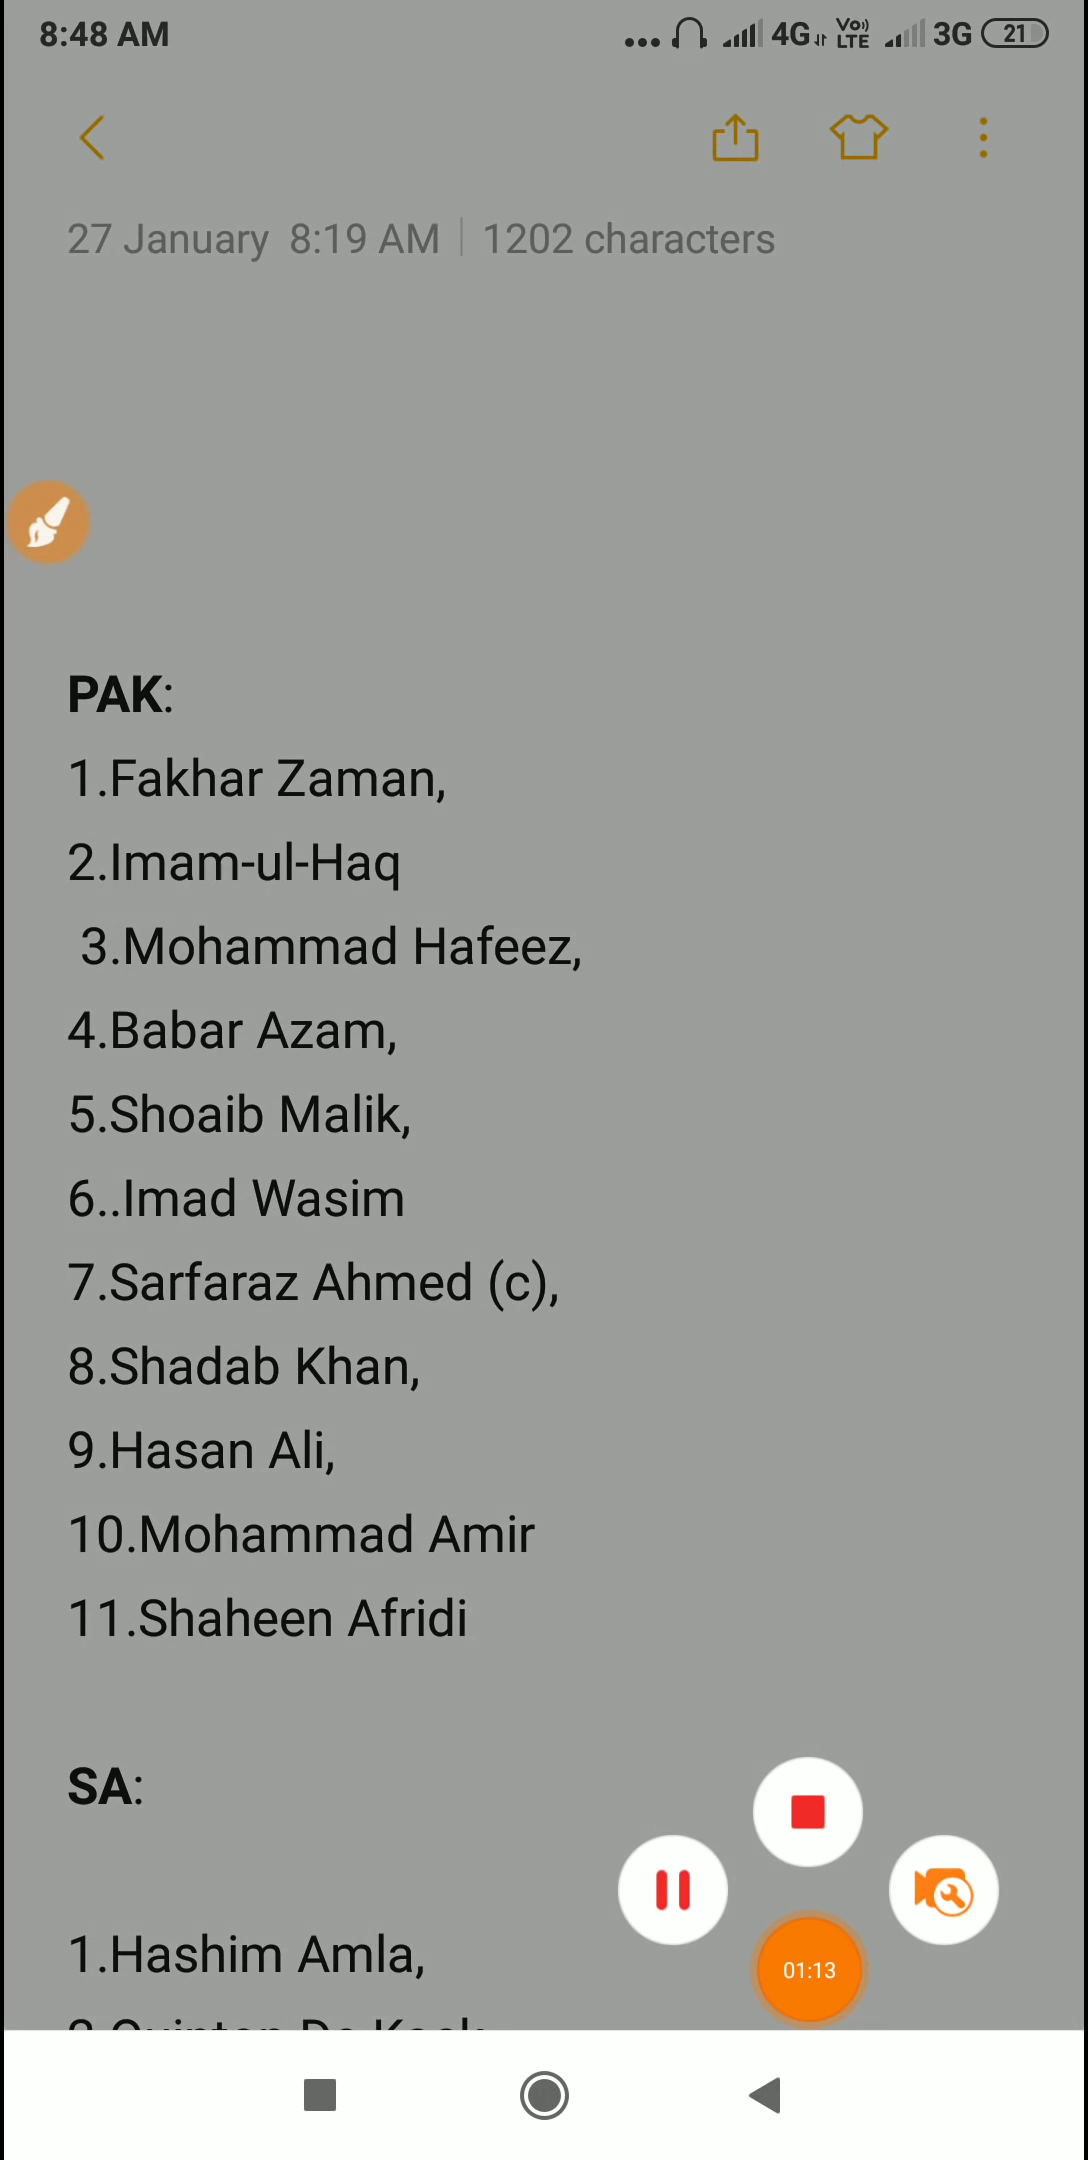 8:48 AM
... 4G Vo)) LTE 3G 21
27 January 8:19 AM | 1202 characters
PAK:
1.Fakhar Zaman,
2.Imam-ul-Haq
3.Mohammad Hafeez,
4.Babar Azam,
5.Shoaib Malik,
6..Imad Wasim
7.Sarfaraz Ahmed (c),
8.Shadab Khan,
9.Hasan Ali,
10.Mohammad Amir
11.Shaheen Afridi
SA:
1.Hashim Amla,
01:13